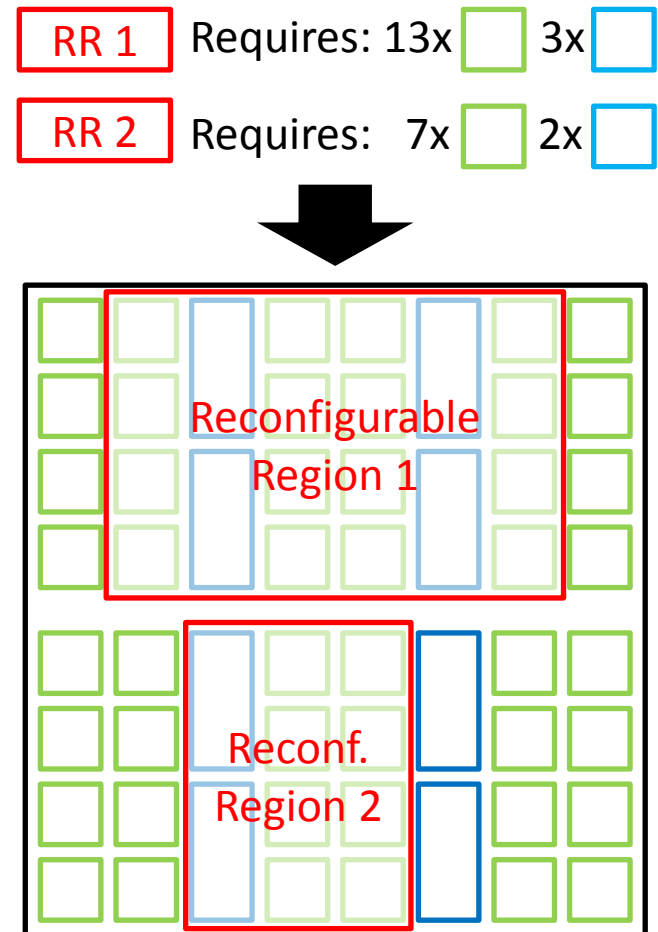 RR 1 Requires: 13x 3x
RR 2 Requires: 7x 2x
Reconfigurable
Region 1
Reconf.
Region 2